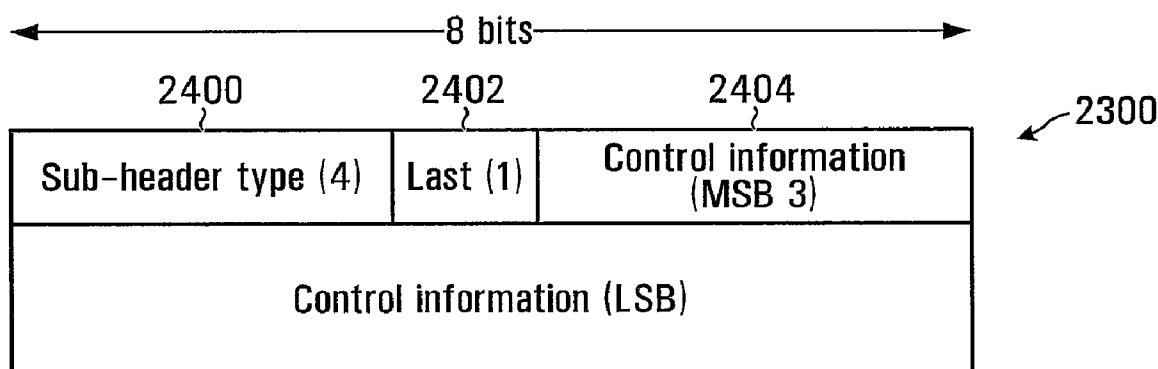 8 bits
2400
2402
2404
2300
Sub-header type (4)
Last (1)
Control information
(MSB 3)
Control information (LSB)